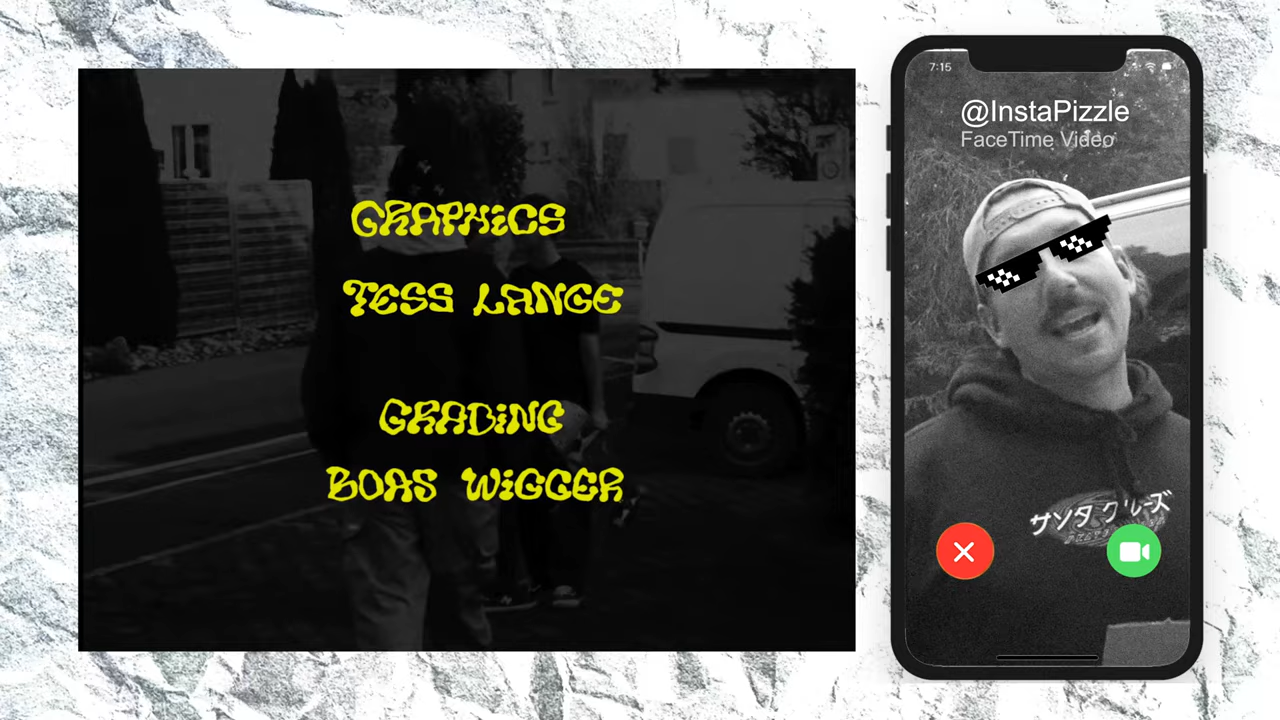 GRAPHiCS
TESS LANGE
GRADiNG
BOAS WiGGER
7:15
@InstaPizzle
FaceTime Video
サンタ クルーズ